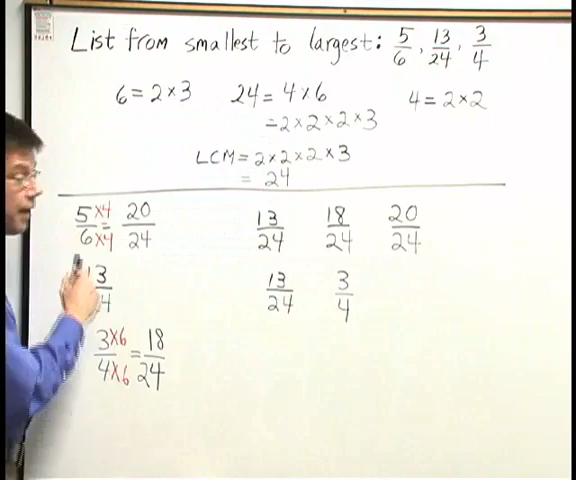 List from smallest to largest: 5/6, 13/24, 3/4
6 = 2 × 3 24 = 4 × 6 4 = 2 × 2
= 2 × 2 × 2 × 3
LCM = 2 × 2 × 2 × 3
= 24
5×4/6×4 = 20/24 13/24 18/24 20/24
13/24 3/4
3×6/4×6 = 18/24